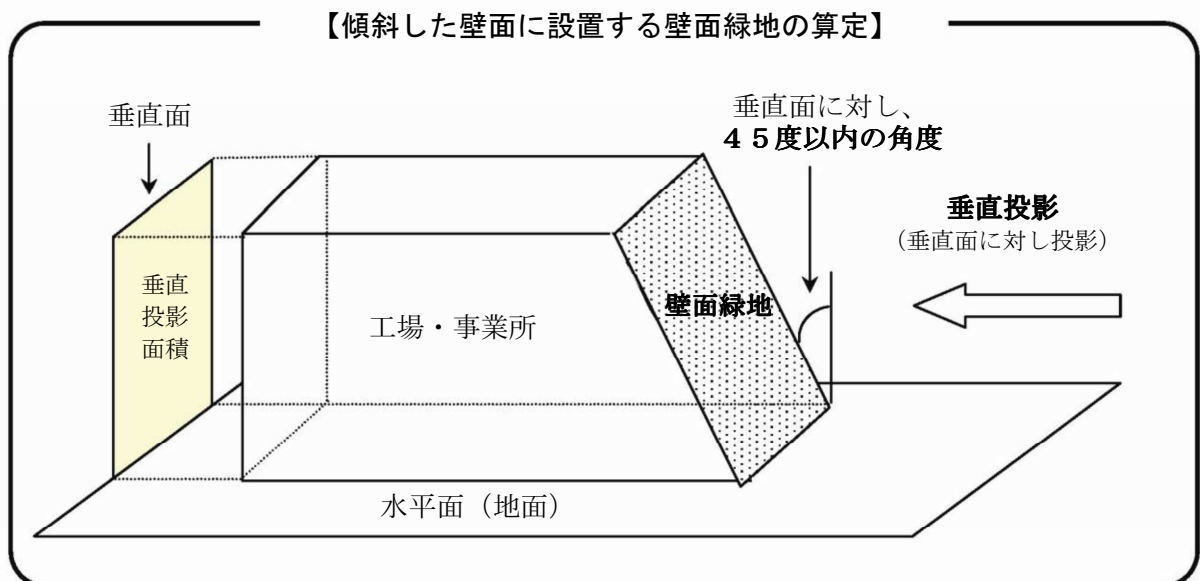 【傾斜した壁面に設置する壁面緑地の算定】
垂直面
垂直面に対し、
４５度以内の角度
垂直投影
（垂直面に対し投影）
垂直
投影
面積
工場・事業所
壁面緑地
水平面（地面）